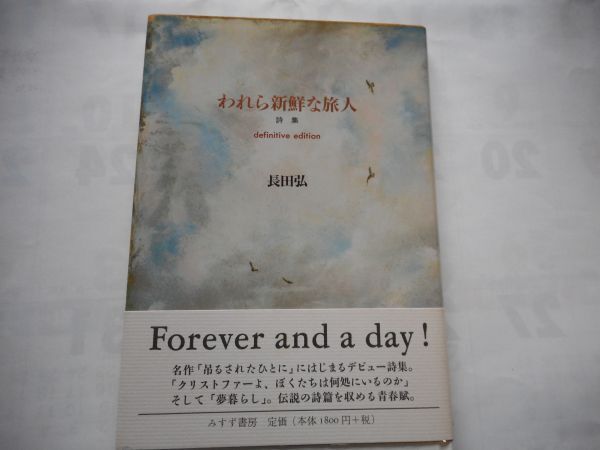 われら新鮮な旅人
詩集
definitive edition
長田弘
Forever and a day!
名作「吊るされたひとに」にはじまるデビュー詩集。
「クリストファーよ、ぼくたちは何処にいるのか」
そして「夢暮らし」。伝説の詩篇を収める青春賦。
みすず書房 定価（本体1800円＋税）
20
24
27